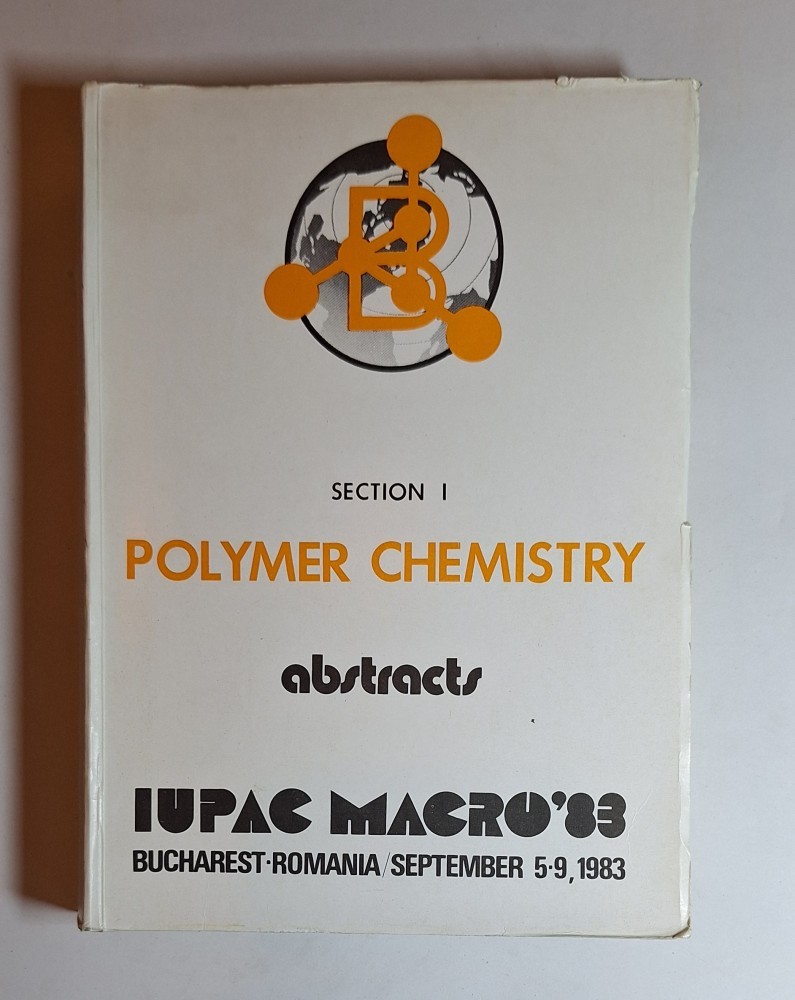 B
SECTION I
POLYMER CHEMISTRY
abstracts
IUPAC MACRO'83
BUCHAREST·ROMANIA/SEPTEMBER 5·9, 1983